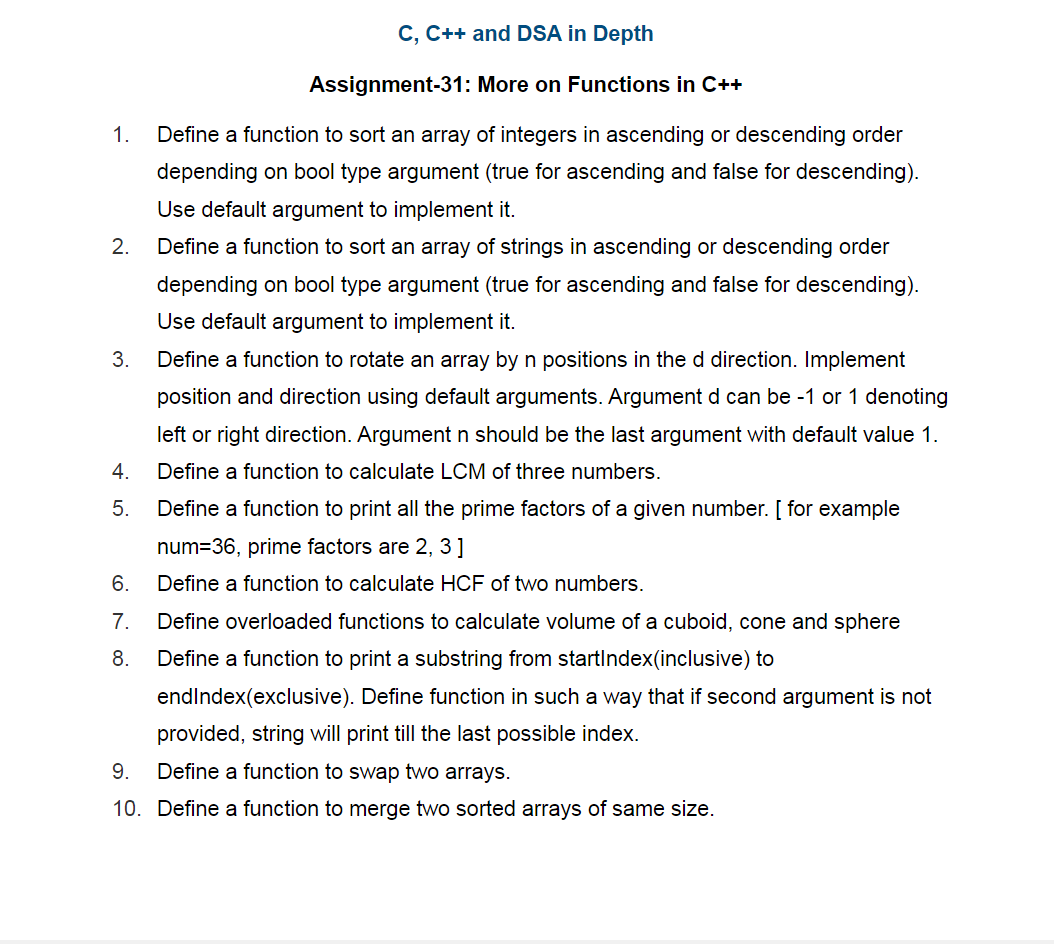 C, C++ and DSA in Depth
Assignment-31: More on Functions in C++
1. Define a function to sort an array of integers in ascending or descending order
depending on bool type argument (true for ascending and false for descending).
Use default argument to implement it.
2. Define a function to sort an array of strings in ascending or descending order
depending on bool type argument (true for ascending and false for descending).
Use default argument to implement it.
3. Define a function to rotate an array by n positions in the d direction. Implement
position and direction using default arguments. Argument d can be -1 or 1 denoting
left or right direction. Argument n should be the last argument with default value 1.
4. Define a function to calculate LCM of three numbers.
5. Define a function to print all the prime factors of a given number. [ for example
num=36, prime factors are 2, 3 ]
6. Define a function to calculate HCF of two numbers.
7. Define overloaded functions to calculate volume of a cuboid, cone and sphere
8. Define a function to print a substring from startIndex(inclusive) to
endIndex(exclusive). Define function in such a way that if second argument is not
provided, string will print till the last possible index.
9. Define a function to swap two arrays.
10. Define a function to merge two sorted arrays of same size.